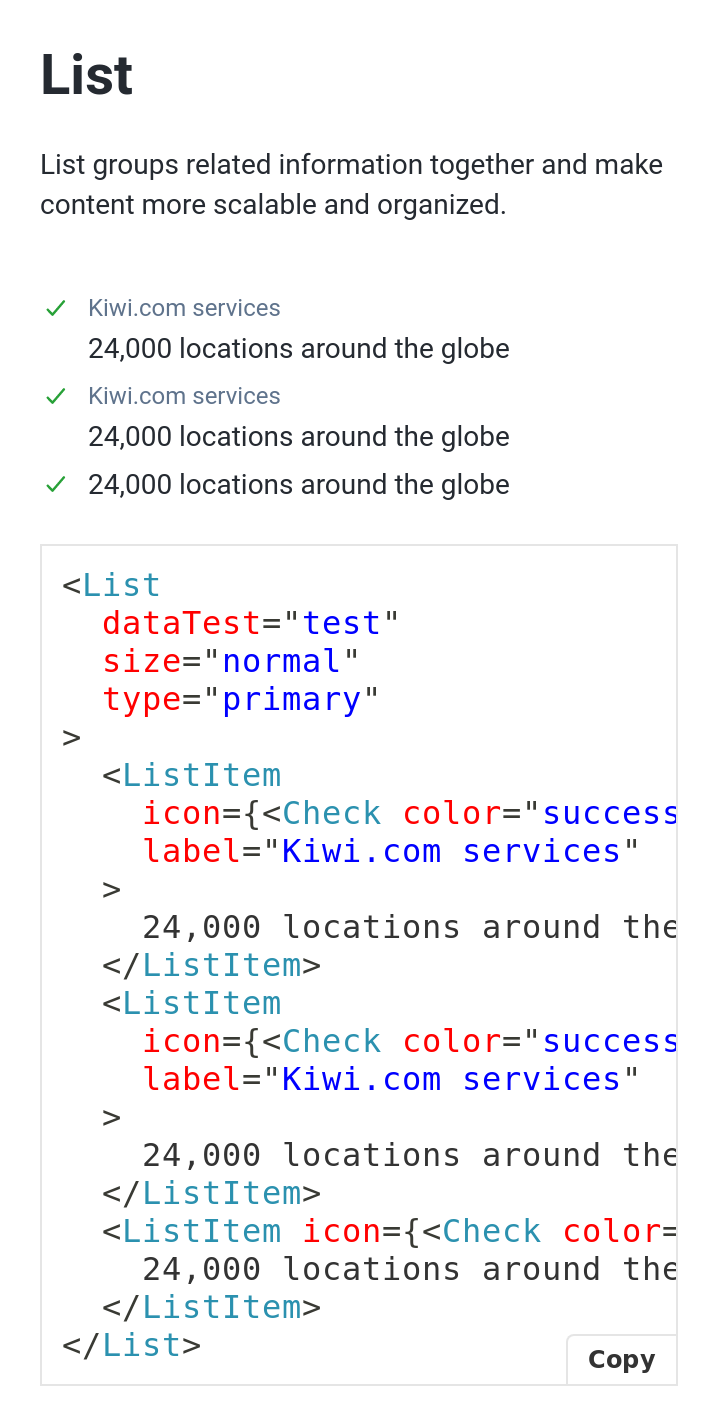 List
List groups related information together and make
content more scalable and organized.
Kiwi.com services
24,000 locations around the globe
Kiwi.com services
24,000 locations around the globe
24,000 locations around the globe
<List
  dataTest="test"
  size="normal"
  type="primary"
>
  <ListItem
    icon={<Check color="success
    label="Kiwi.com services"
  >
    24,000 locations around the
  </ListItem>
  <ListItem
    icon={<Check color="success
    label="Kiwi.com services"
  >
    24,000 locations around the
  </ListItem>
  <ListItem icon={<Check color=
    24,000 locations around the
  </ListItem>
</List>
Copy